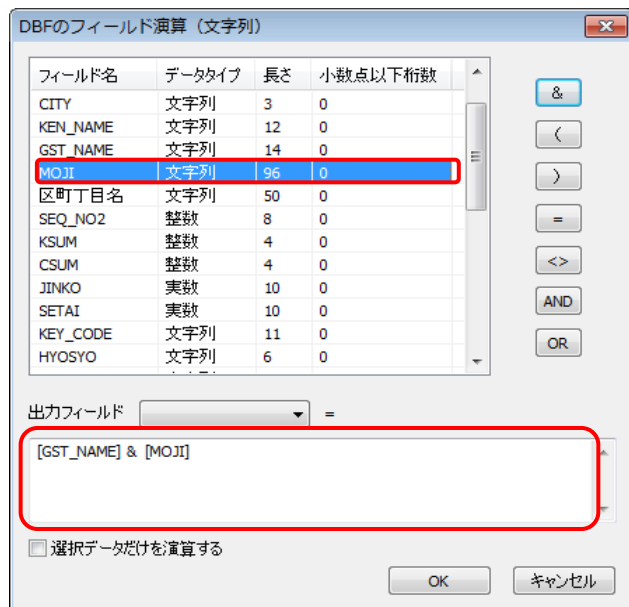 DBFのフィールド演算（文字列）
フィールド名 データタイプ 長さ 小数点以下桁数
CITY 文字列 3 0
KEN_NAME 文字列 12 0
GST_NAME 文字列 14 0
MOJI 文字列 96 0
区町丁目名 文字列 50 0
SEQ_NO2 整数 8 0
KSUM 整数 4 0
CSUM 整数 4 0
JINKO 実数 10 0
SETAI 実数 10 0
KEY_CODE 文字列 11 0
HYOSYO 文字列 6 0
&
(
)
=
<>
AND
OR
出力フィールド =
[GST_NAME] & [MOJI]
選択データだけを演算する
OK キャンセル